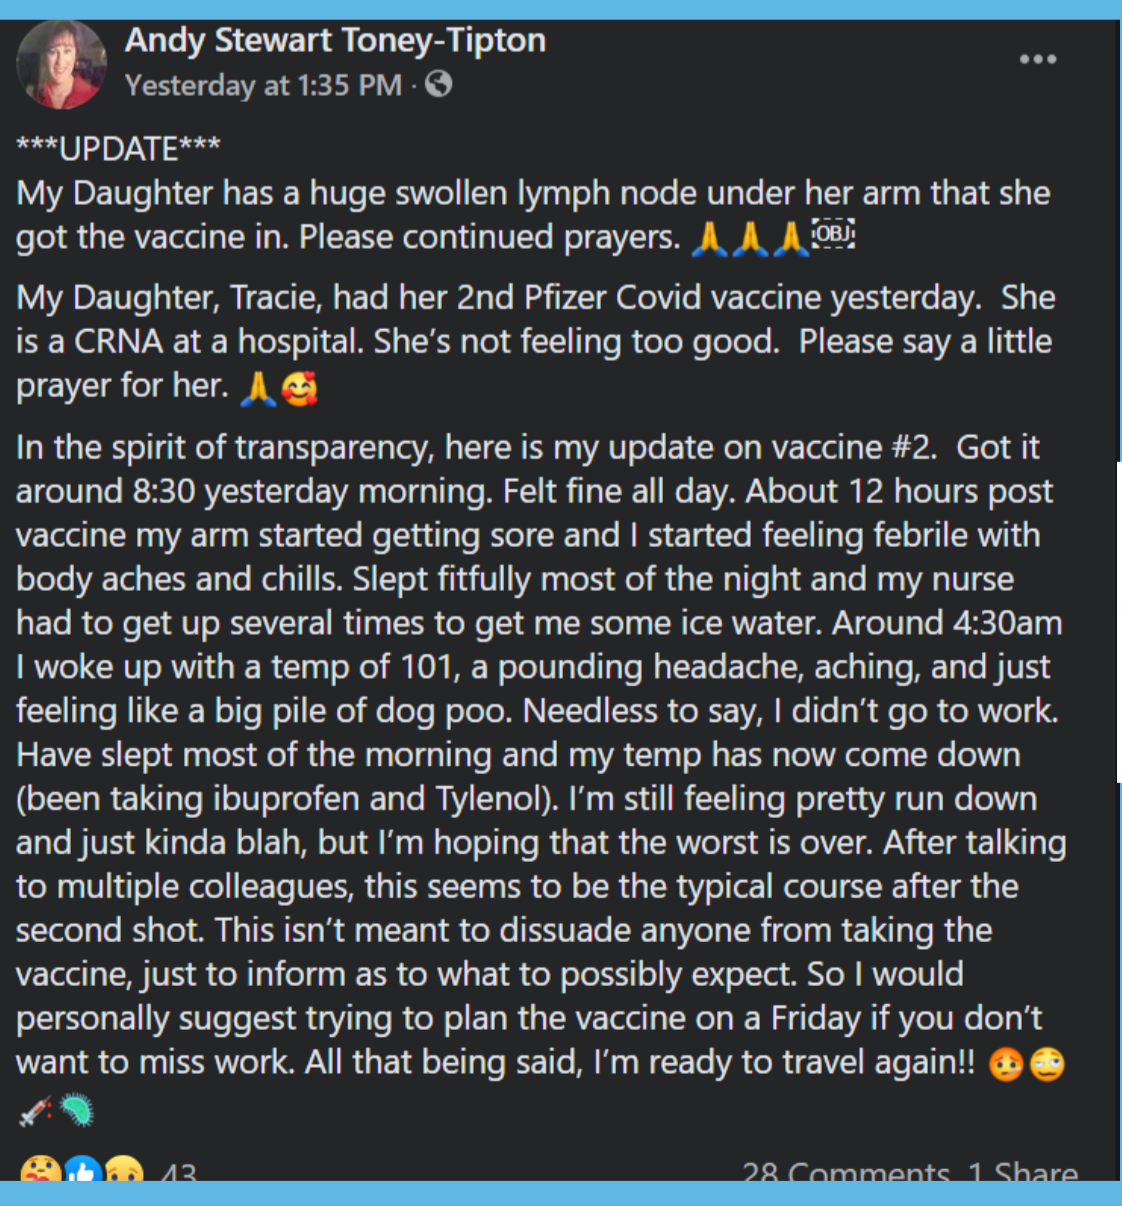 Andy Stewart Toney-Tipton
Yesterday at 1:35 PM ·
***UPDATE***
My Daughter has a huge swollen lymph node under her arm that she
got the vaccine in. Please continued prayers. 🙏🙏🙏OBJ
My Daughter, Tracie, had her 2nd Pfizer Covid vaccine yesterday.  She
is a CRNA at a hospital. She's not feeling too good.  Please say a little
prayer for her. 🙏🥰
In the spirit of transparency, here is my update on vaccine #2.  Got it
around 8:30 yesterday morning. Felt fine all day. About 12 hours post
vaccine my arm started getting sore and I started feeling febrile with
body aches and chills. Slept fitfully most of the night and my nurse
had to get up several times to get me some ice water. Around 4:30am
I woke up with a temp of 101, a pounding headache, aching, and just
feeling like a big pile of dog poo. Needless to say, I didn't go to work.
Have slept most of the morning and my temp has now come down
(been taking ibuprofen and Tylenol). I'm still feeling pretty run down
and just kinda blah, but I'm hoping that the worst is over. After talking
to multiple colleagues, this seems to be the typical course after the
second shot. This isn't meant to dissuade anyone from taking the
vaccine, just to inform as to what to possibly expect. So I would
personally suggest trying to plan the vaccine on a Friday if you don't
want to miss work. All that being said, I'm ready to travel again!! 🤒🥴
💉🦠
43 28 Comments 1 Share